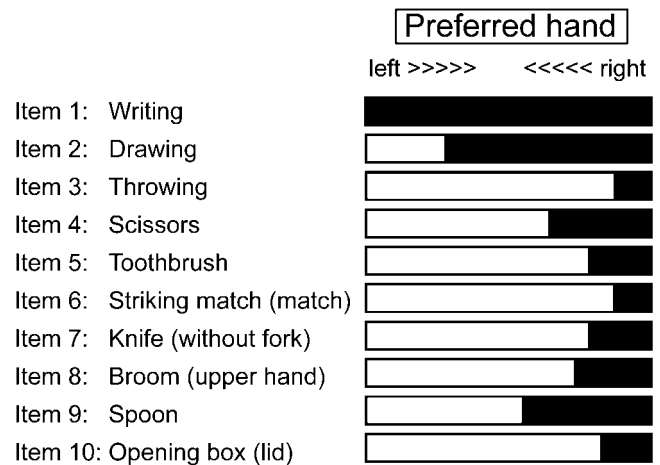 Preferred hand
left >>>>> <<<<< right
Item 1: Writing
Item 2: Drawing
Item 3: Throwing
Item 4: Scissors
Item 5: Toothbrush
Item 6: Striking match (match)
Item 7: Knife (without fork)
Item 8: Broom (upper hand)
Item 9: Spoon
Item 10: Opening box (lid)